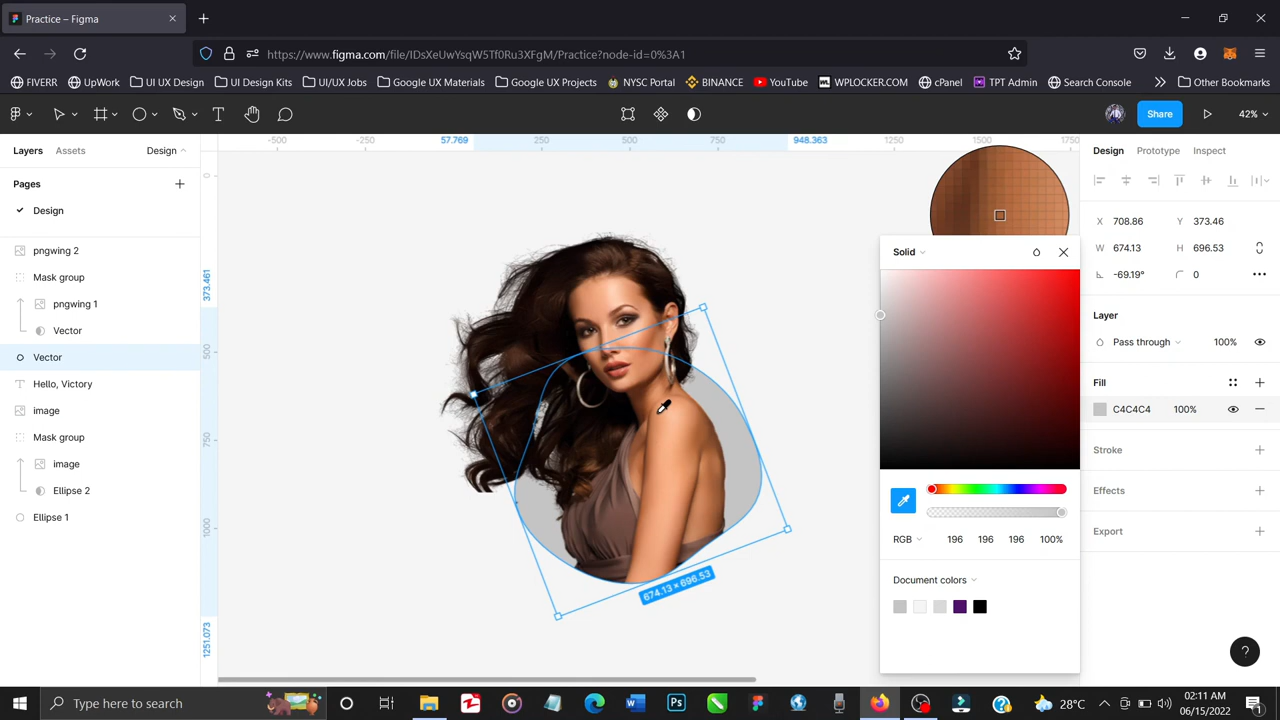 Practice – Figma
https://www.figma.com/file/IDsXeUwYsqW5Tf0Ru3XFgM/Practice?node-id=0%3A1
FIVERR UpWork UI UX Design UI Design Kits UI/UX Jobs Google UX Materials Google UX Projects NYSC Portal BINANCE YouTube WPLOCKER.COM cPanel TPT Admin Search Console Other Bookmarks
Share 42%
Layers Assets Design
Pages
Design
pngwing 2
Mask group
pngwing 1
Vector
Vector
Hello, Victory
image
Mask group
image
Ellipse 2
Ellipse 1
-500 -250 57.769 250 500 750 948.363 1250 1500 1750
0
373.461
500
750
1000
1251.073
674.13 × 696.53
Solid
RGB 196 196 196 100%
Document colors
Design Prototype Inspect
X 708.86 Y 373.46
W 674.13 H 696.53
-69.19° 0
Layer
Pass through 100%
Fill
C4C4C4 100%
Stroke
Effects
Export
?
Type here to search
28°C
02:11 AM
06/15/2022